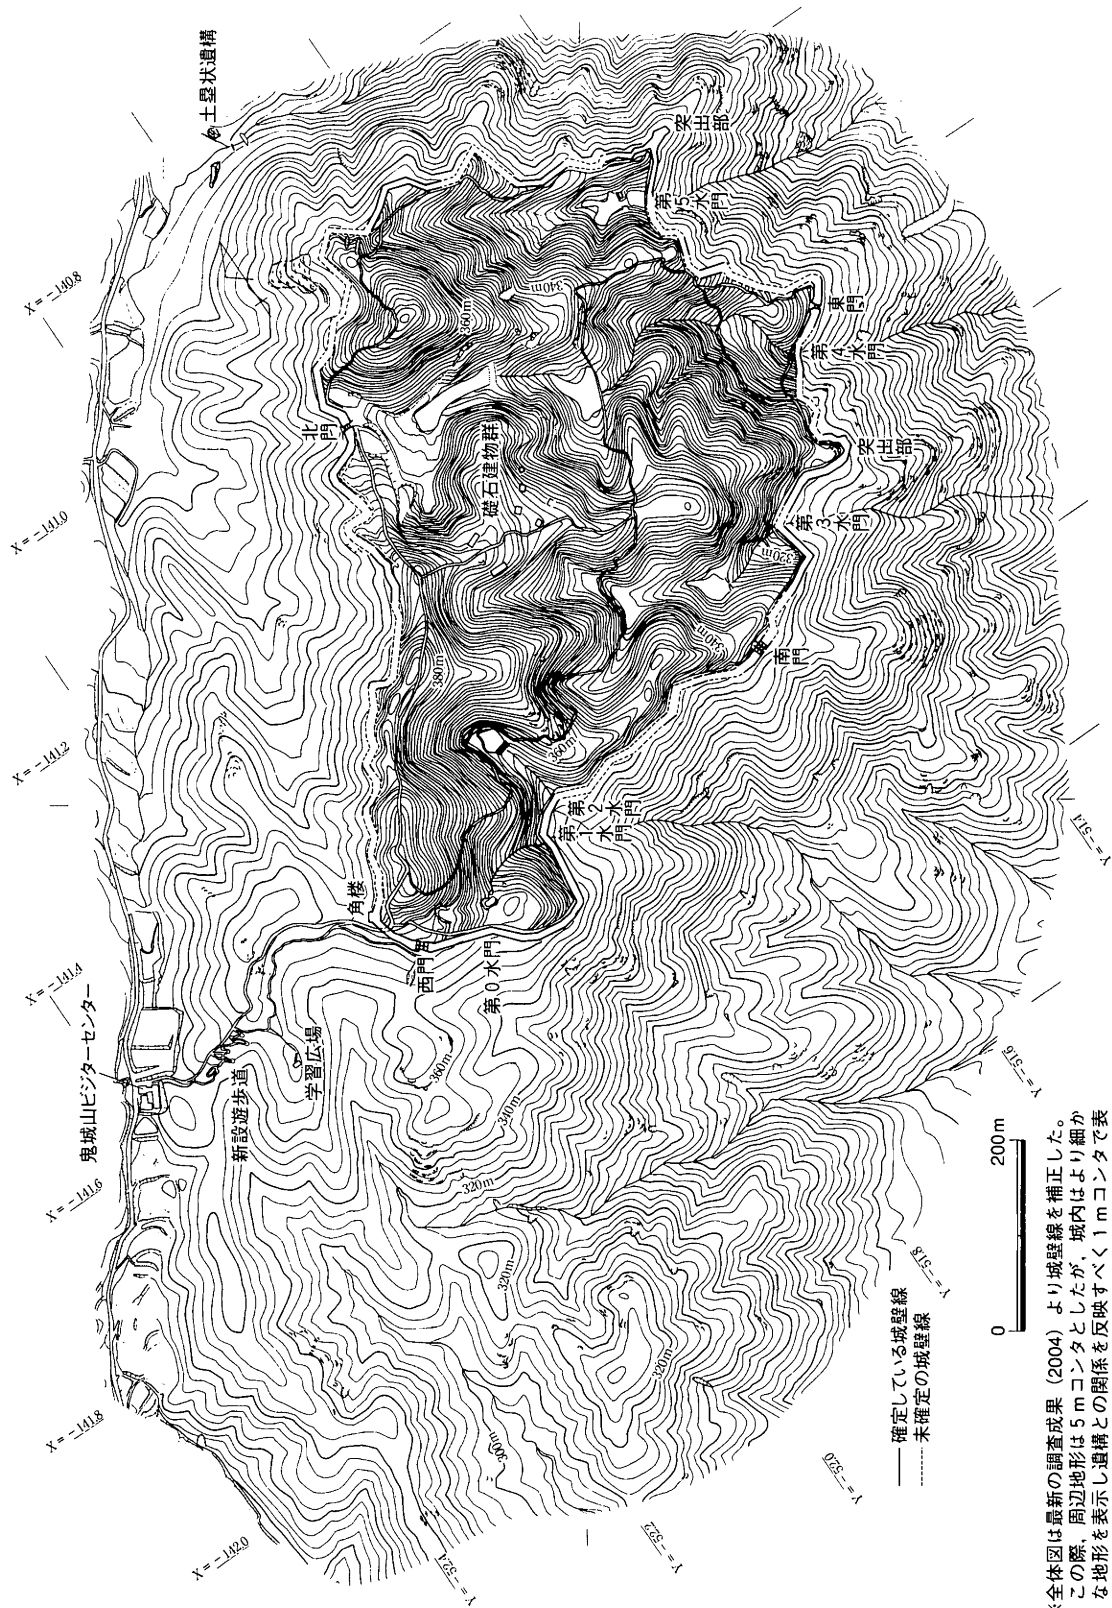 土塁状遺構
X=-140.8
X=-141.0
X=-141.2
X=-141.4
X=-141.6
X=-141.8
X=-142.0
鬼城山ビジターセンター
新設遊歩道
学習広場
角楼
西門
第0水門
第1水門
第2水門
北門
礎石建物群
突出部
第5水門
東門
第4水門
突出部
第3水門
南門
360m
340m
380m
360m
340m
320m
360m
340m
320m
320m
320m
300m
Y=-51.4
Y=-51.6
Y=-51.8
Y=-52.0
Y=-52.2
Y=-52.4
0
200m
確定している城壁線
未確定の城壁線
※全体図は最新の調査成果（2004）より城壁線を補正した。
この際、周辺地形は5mコンタとしたが、城内はより細か
な地形を表示し遺構との関係を反映すべく1mコンタで表